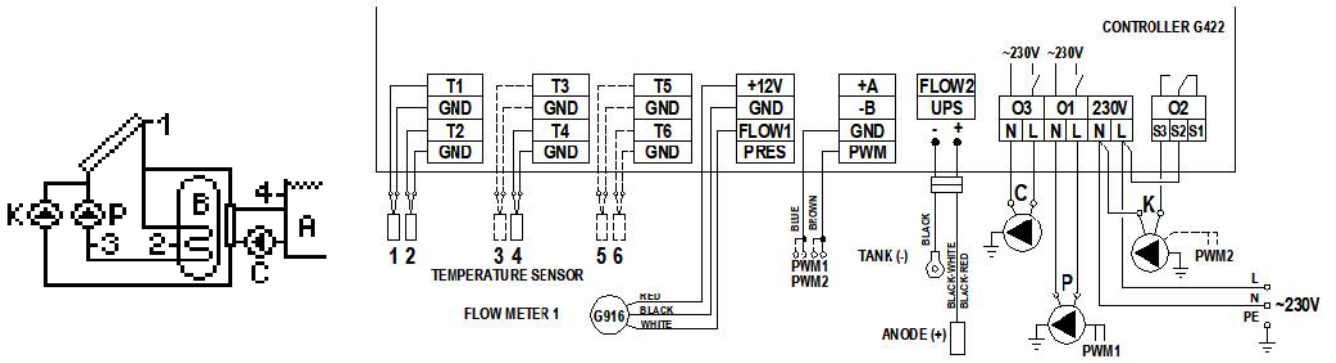 CONTROLLER G422
~230V ~230V
T1 T3 T5 +12V +A FLOW2
GND GND GND GND -B UPS O3 O1 230V O2
T2 T4 T6 FLOW1 GND - + N L N L N L S3 S2 S1
GND GND GND PRES PWM
1
K P B 4 A
3 2
C
BLUE BROWN
BLACK
BLACK-WHITE
BLACK-RED
C K
1 2 3 4 5 6
TEMPERATURE SENSOR
PWM1
PWM2
TANK (-)
PWM2
P
L
N ~230V
PE
FLOW METER 1
G916
RED
BLACK
WHITE
ANODE (+)
PWM1